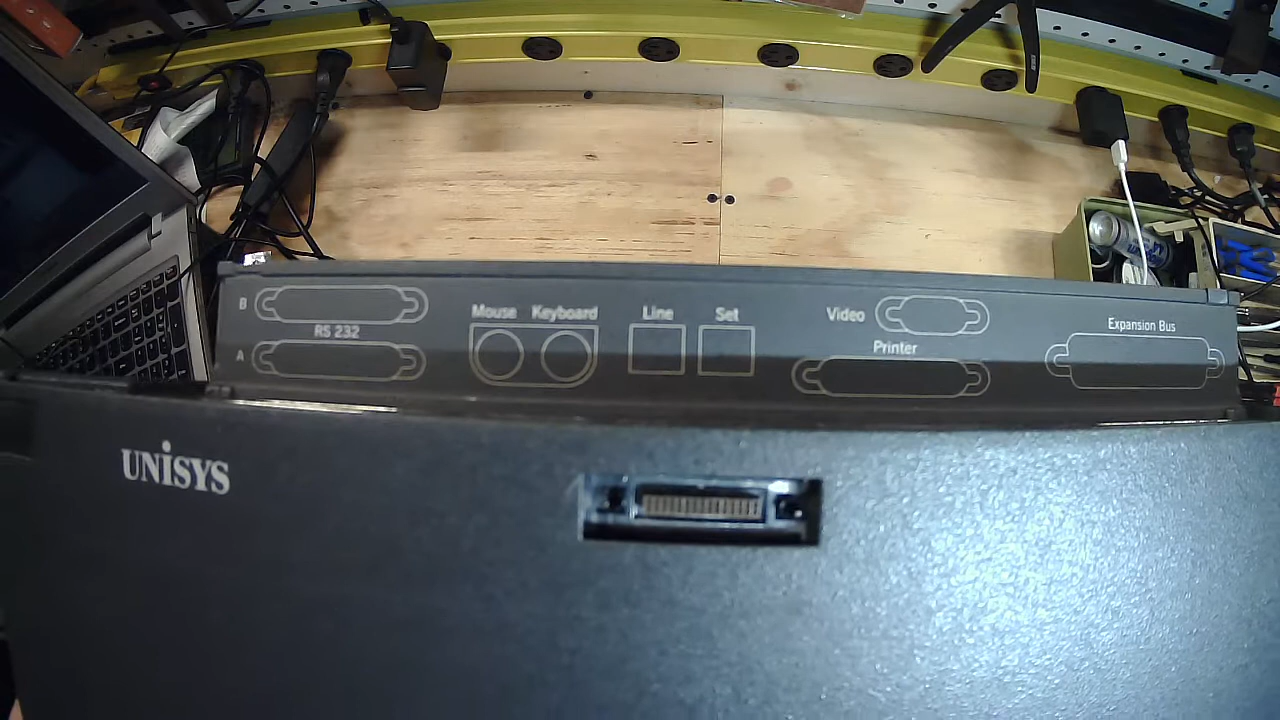 B
RS 232
A
Mouse Keyboard
Line
Set
Video
Printer
Expansion Bus
UNISYS